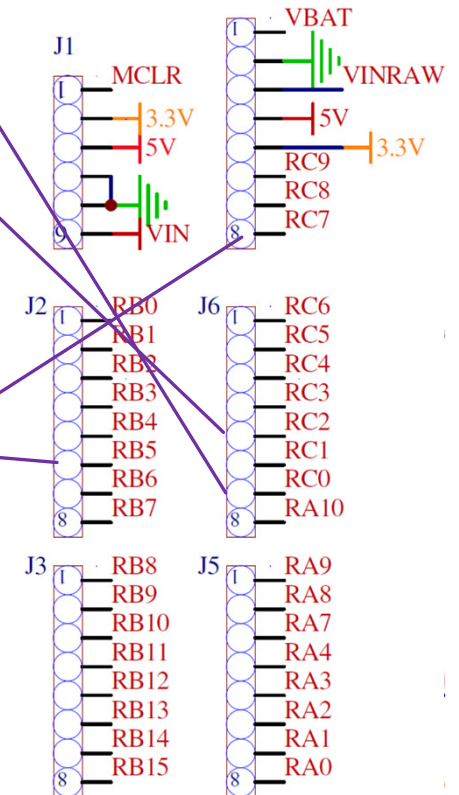 J1
1
MCLR
3.3V
5V
9
VIN
1
VBAT
VINRAW
5V
3.3V
RC9
RC8
RC7
8
J2
1
RB0
RB1
RB2
RB3
RB4
RB5
RB6
RB7
8
J6
1
RC6
RC5
RC4
RC3
RC2
RC1
RC0
RA10
8
J3
1
RB8
RB9
RB10
RB11
RB12
RB13
RB14
RB15
8
J5
1
RA9
RA8
RA7
RA4
RA3
RA2
RA1
RA0
8